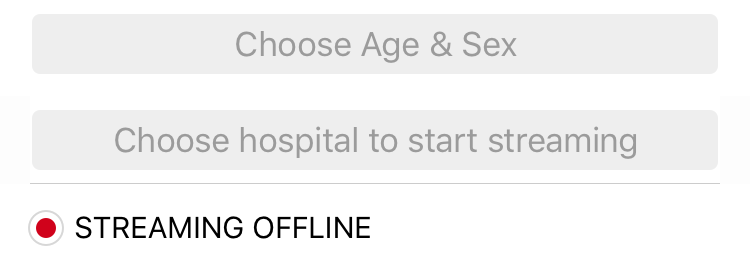 Choose Age & Sex
Choose hospital to start streaming
STREAMING OFFLINE